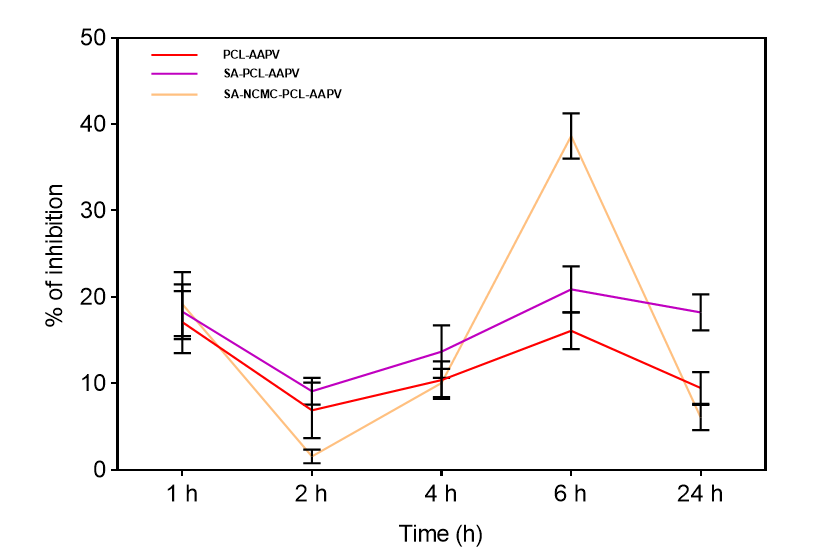 50
PCL-AAPV
SA-PCL-AAPV
SA-NCMC-PCL-AAPV
40
30
20
10
0
% of inhibition
1 h 2 h 4 h 6 h 24 h
Time (h)